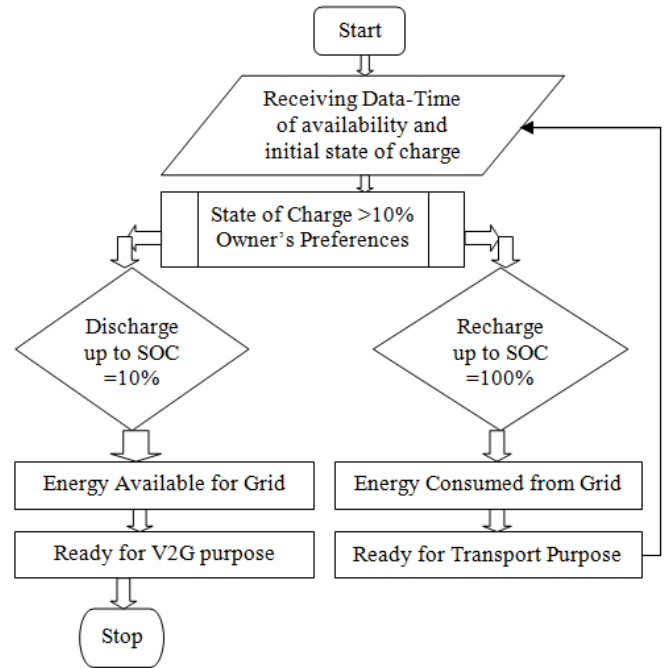 Start
Receiving Data-Time
of availability and
initial state of charge
State of Charge >10%
Owner's Preferences
Discharge
up to SOC
=10%
Recharge
up to SOC
=100%
Energy Available for Grid
Energy Consumed from Grid
Ready for V2G purpose
Ready for Transport Purpose
Stop